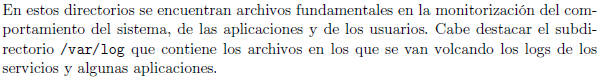 En estos directorios se encuentran archivos fundamentales en la monitorización del com-
portamiento del sistema, de las aplicaciones y de los usuarios. Cabe destacar el subdi-
rectorio /var/log que contiene los archivos en los que se van volcando los logs de los
servicios y algunas aplicaciones.